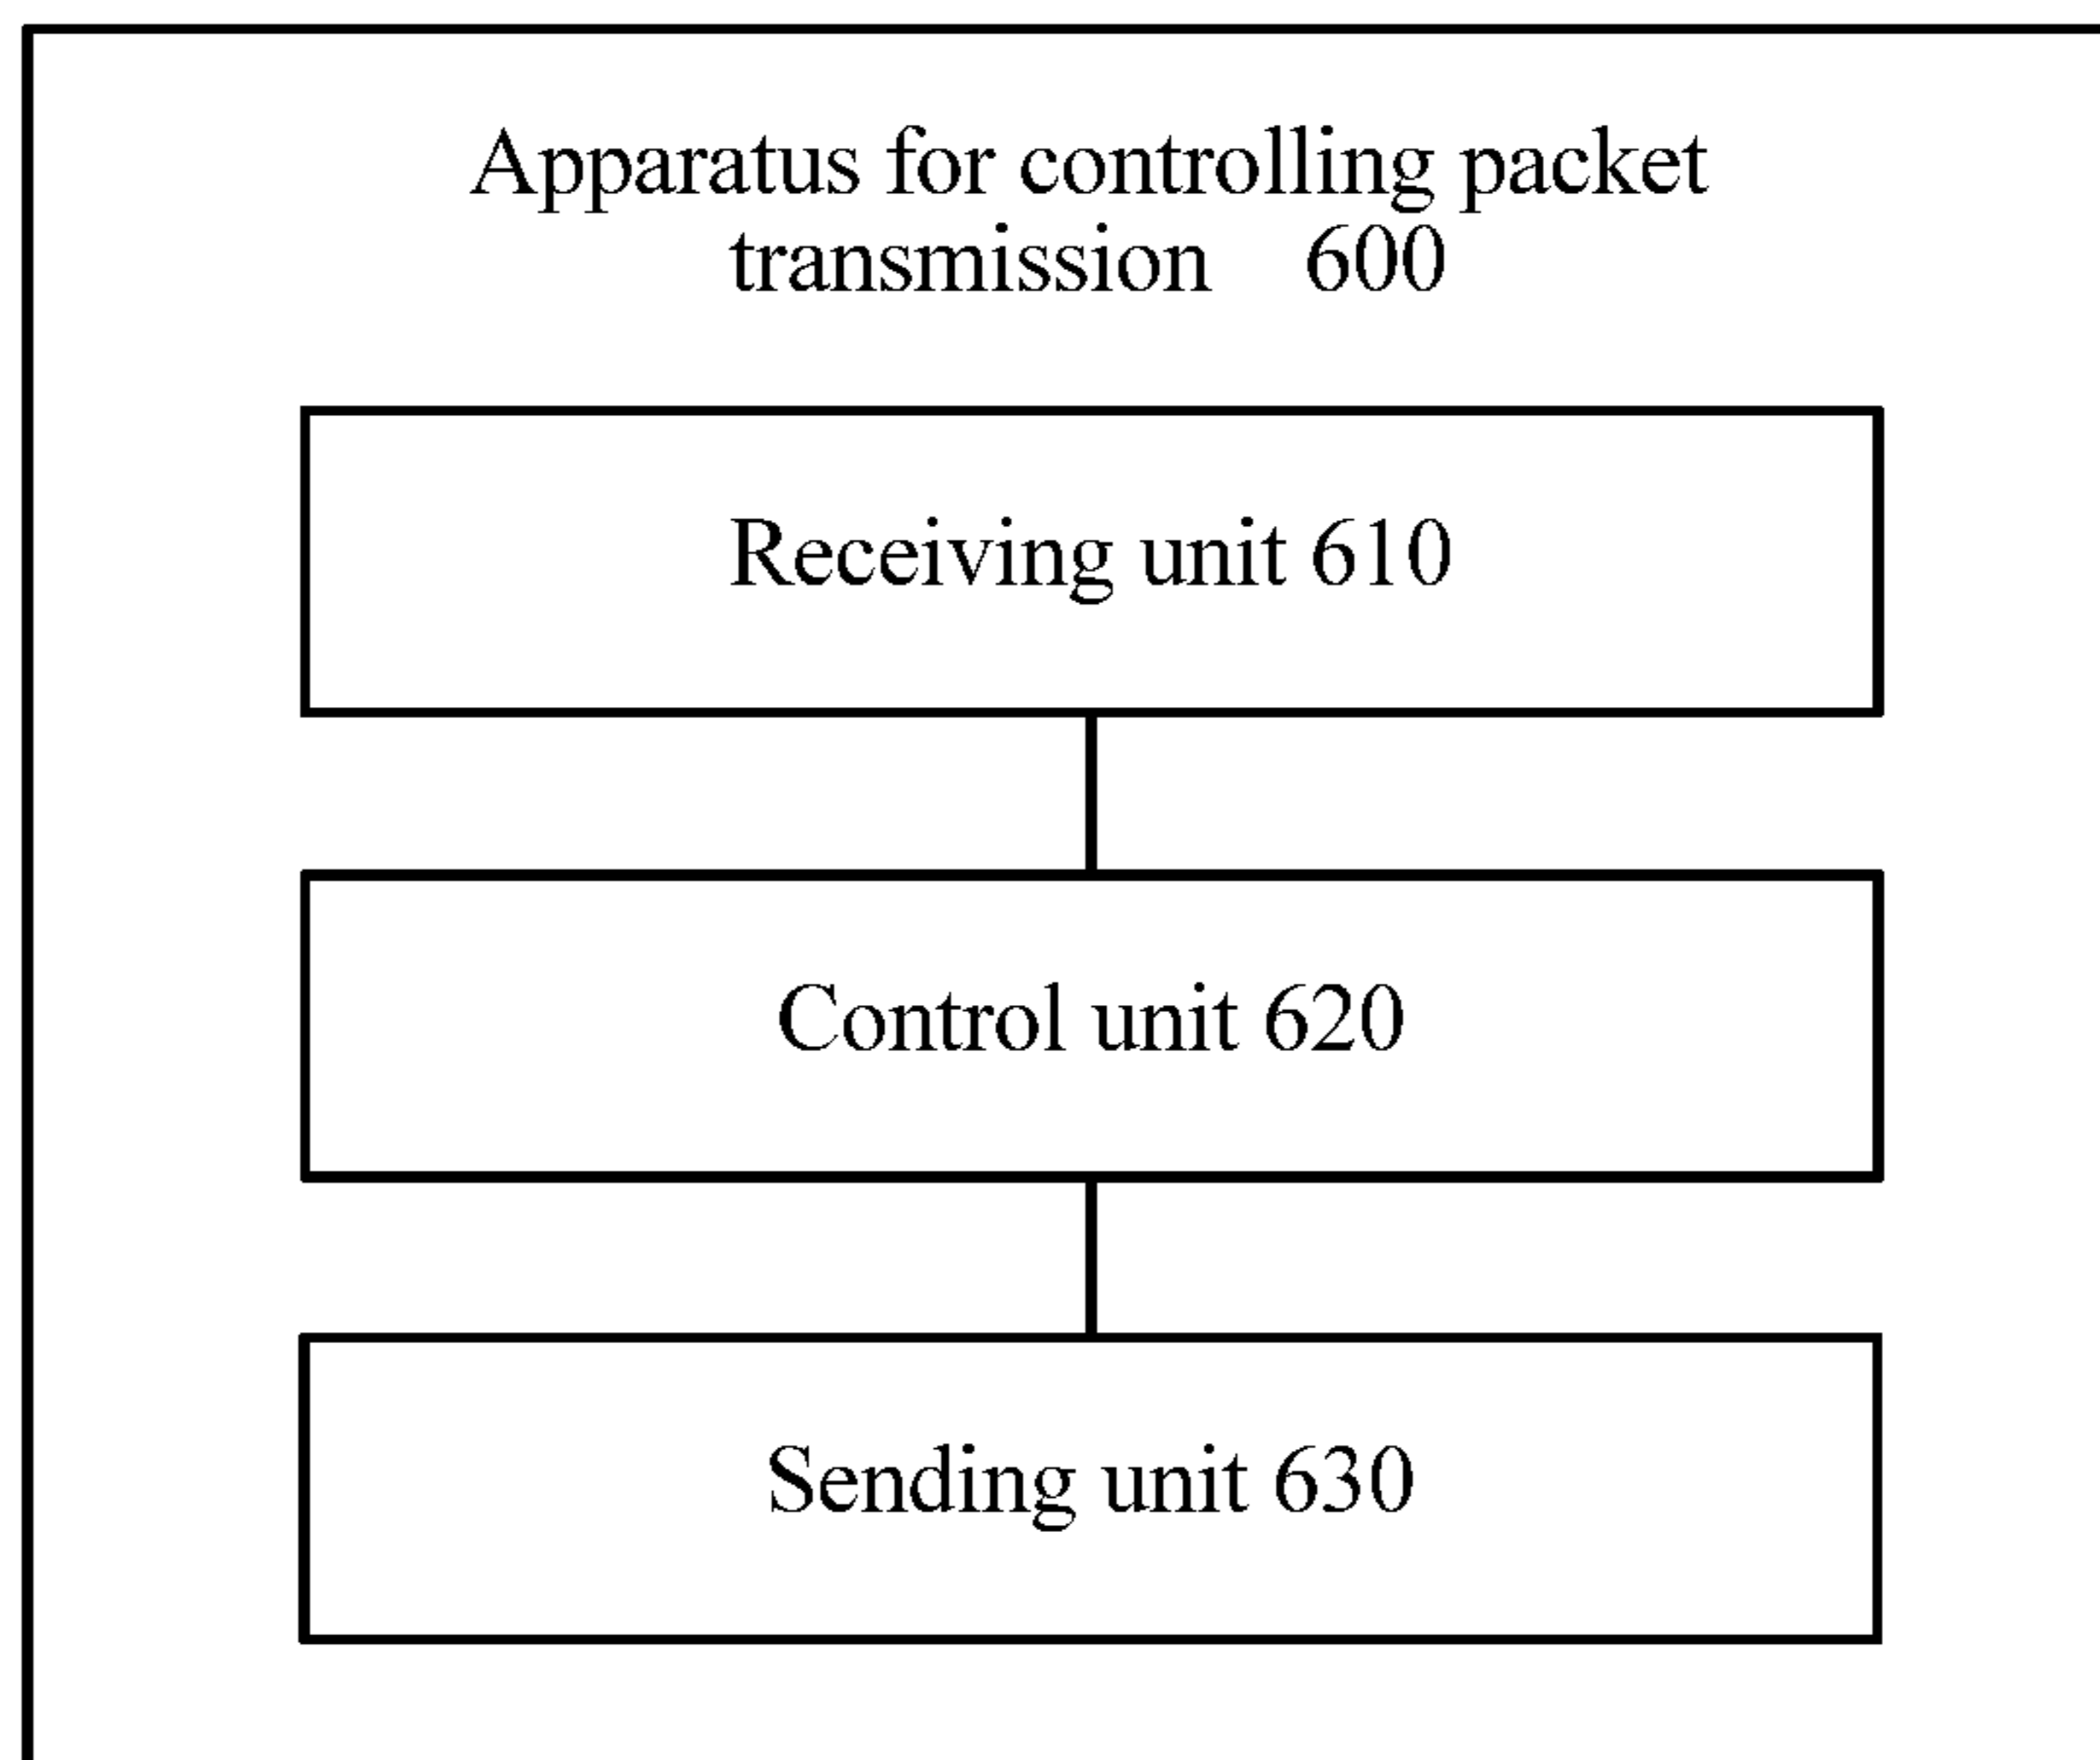 Apparatus for controlling packet
transmission 600
Receiving unit 610
Control unit 620
Sending unit 630